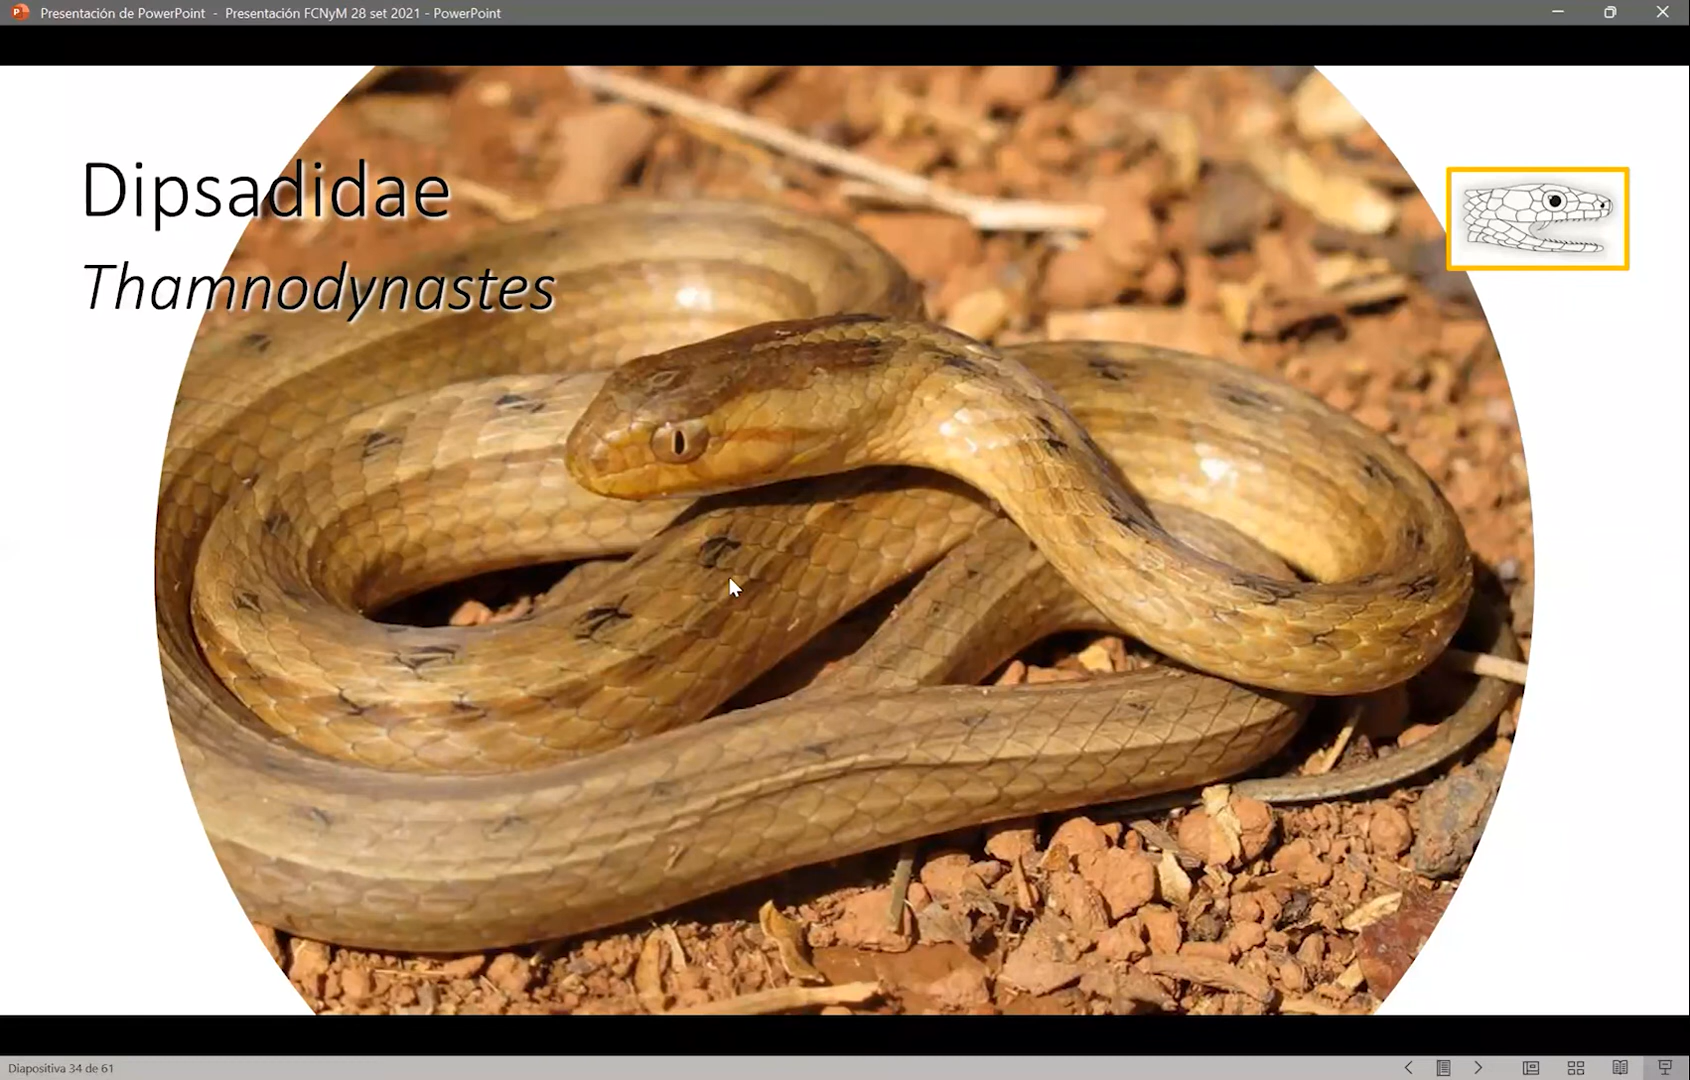 Presentación de PowerPoint - Presentación FCNyM 28 set 2021 - PowerPoint
Dipsadidae
Thamnodynastes
Diapositiva 34 de 61